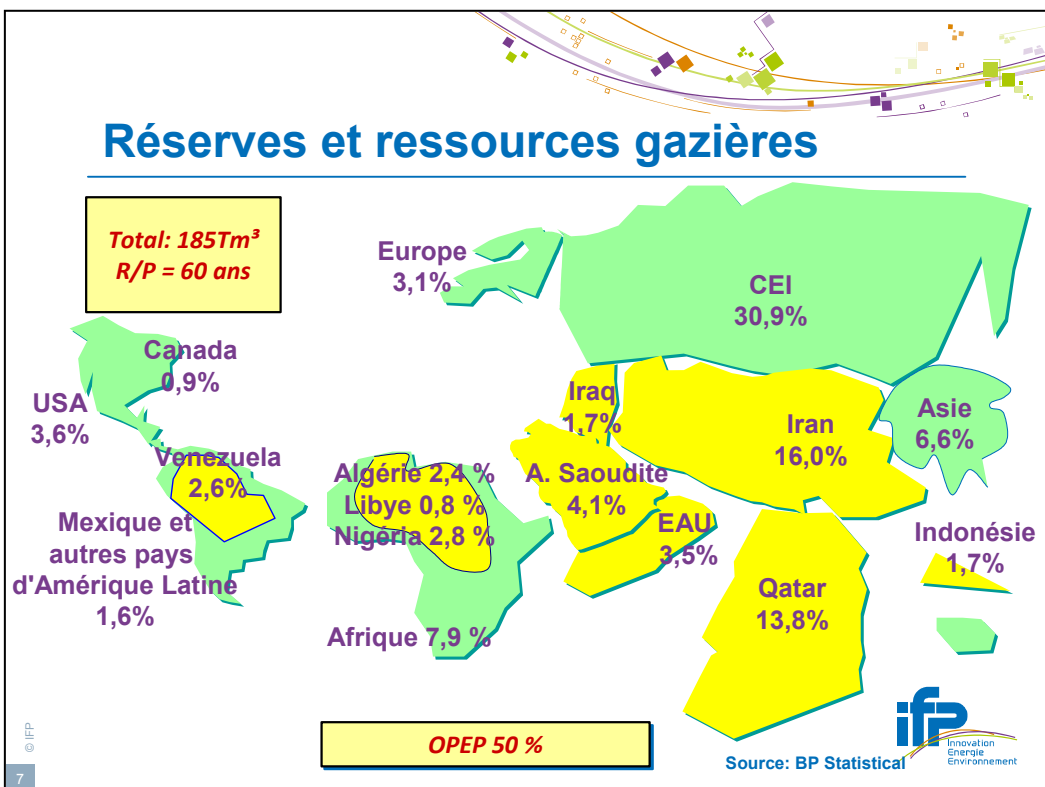 Réserves et ressources gazières
Total: 185Tm³
R/P = 60 ans
Europe
3,1%
CEI
30,9%
Canada
0,9%
USA
3,6%
Iraq
1,7%
Iran
16,0%
Asie
6,6%
Venezuela
2,6%
Algérie 2,4 %
Libye 0,8 %
Nigéria 2,8 %
A. Saoudite
4,1%
EAU
3,5%
Mexique et
autres pays
d'Amérique Latine
1,6%
Indonésie
1,7%
Qatar
13,8%
Afrique 7,9 %
OPEP 50 %
Source: BP Statistical
ifp
Innovation
Energie
Environnement
© IFP
7